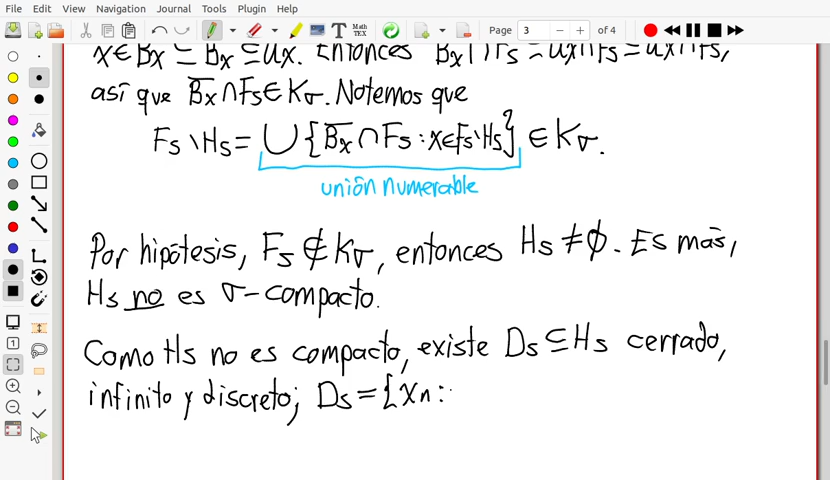 File Edit View Navigation Journal Tools Plugin Help
Page 3 of 4
T Math TEX
x∈Bx ⊆ B̅x ⊆ Ux. Entonces B̅x∩Fs = Ux∩Fs = Ux∩Fs,
así que B̅x∩Fs∈Kσ. Notemos que
Fs\Hs = ∪{B̅x∩Fs : x∈Fs\Hs} ∈ Kσ.
unión numerable
Por hipótesis, Fs∉Kσ, entonces Hs≠∅. Es más,
Hs no es σ-compacto.
Como Hs no es compacto, existe Ds⊆Hs cerrado,
infinito y discreto; Ds={xn: